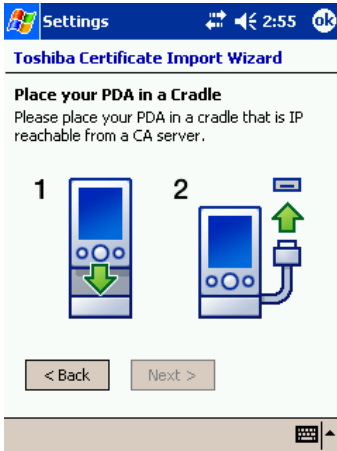 Settings 2:55 ok
Toshiba Certificate Import Wizard
Place your PDA in a Cradle
Please place your PDA in a cradle that is IP
reachable from a CA server.
1 2
< Back Next >